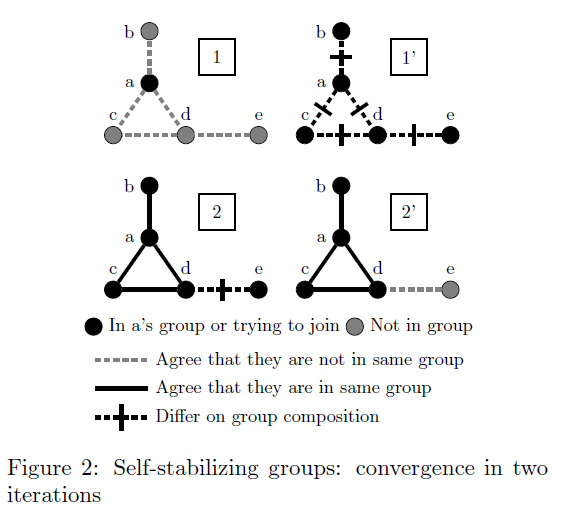 b
1
a
c
d
e
b
1'
a
c
d
e
b
2
a
c
d
e
b
2'
a
c
d
e
In a's group or trying to join
Not in group
Agree that they are not in same group
Agree that they are in same group
Differ on group composition
Figure 2: Self-stabilizing groups: convergence in two
iterations